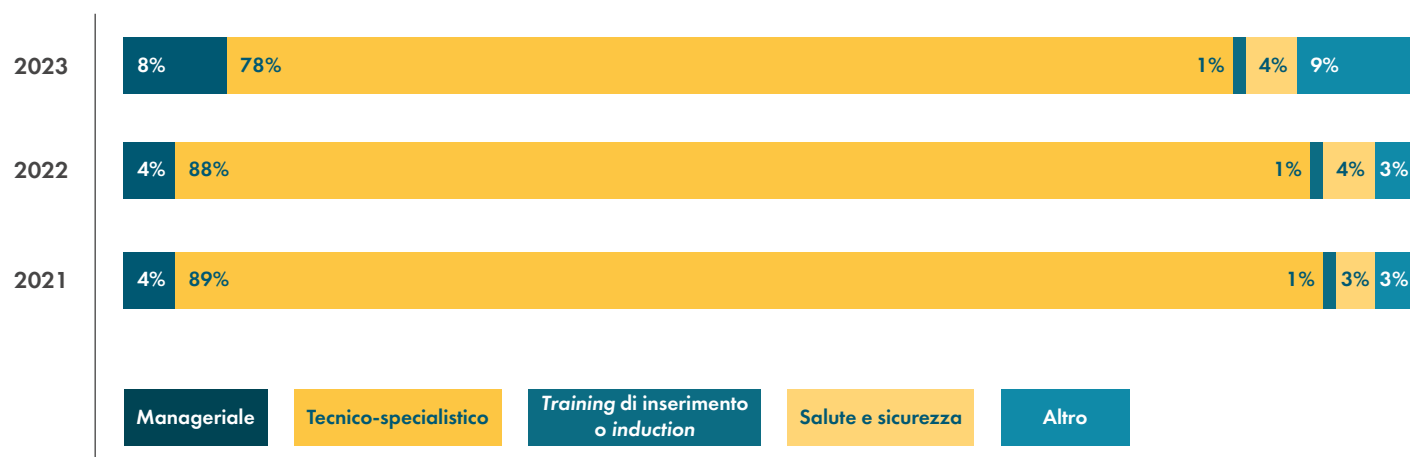 2023 8% 78% 1% 4% 9%
2022 4% 88% 1% 4% 3%
2021 4% 89% 1% 3% 3%
Manageriale
Tecnico-specialistico
Training di inserimento
o induction
Salute e sicurezza
Altro